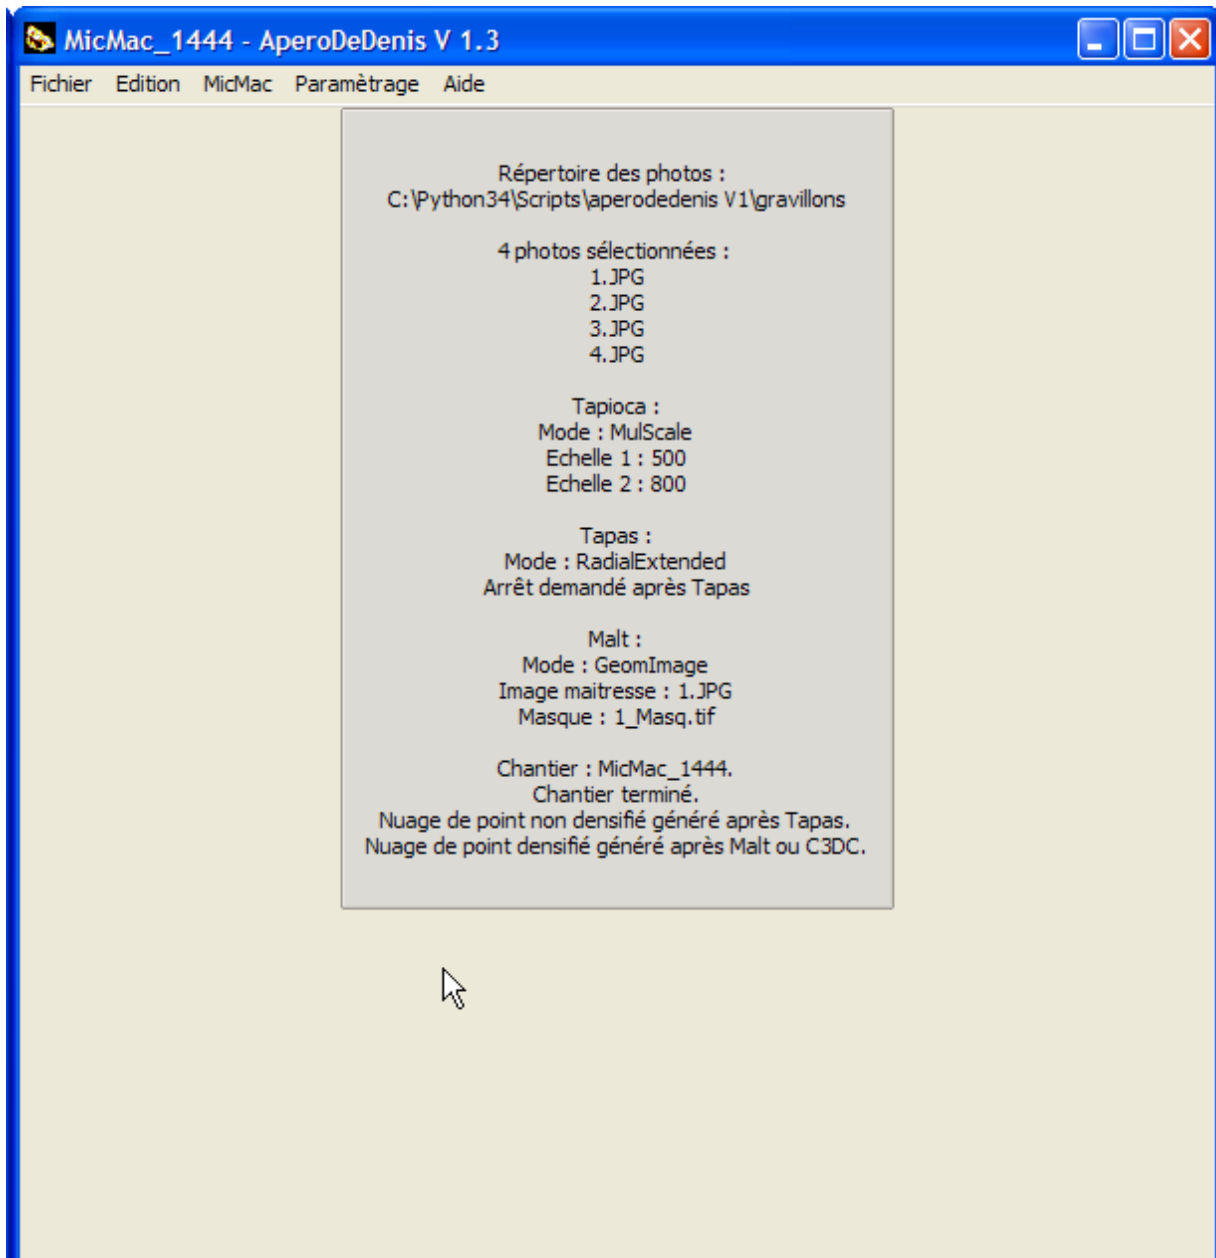 MicMac_1444 - AperoDeDenis V 1.3
Fichier Edition MicMac Paramètrage Aide
Répertoire des photos :
C:\Python34\Scripts\aperodedenis V1\gravillons
4 photos sélectionnées :
1.JPG
2.JPG
3.JPG
4.JPG
Tapioca :
Mode : MulScale
Echelle 1 : 500
Echelle 2 : 800
Tapas :
Mode : RadialExtended
Arrêt demandé après Tapas
Malt :
Mode : GeomImage
Image maitresse : 1.JPG
Masque : 1_Masq.tif
Chantier : MicMac_1444.
Chantier terminé.
Nuage de point non densifié généré après Tapas.
Nuage de point densifié généré après Malt ou C3DC.